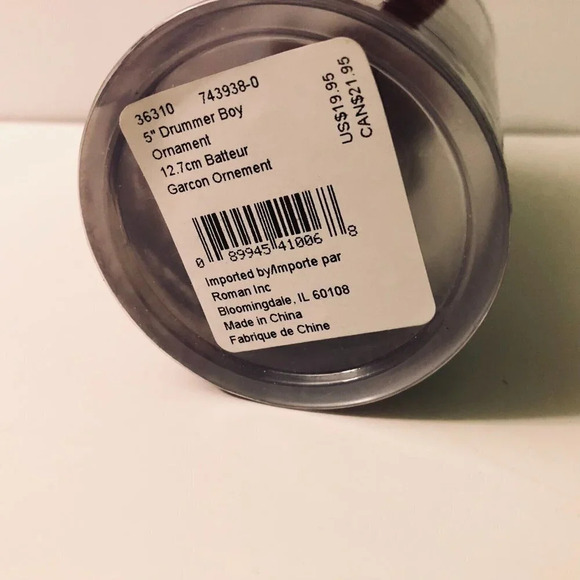 36310 743938-0
5" Drummer Boy
Ornament
12.7cm Batteur
Garcon Ornement
US$19.95
CAN$21.95
0 89945 41006 8
Imported by/Importe par
Roman Inc
Bloomingdale, IL 60108
Made in China
Fabrique de Chine